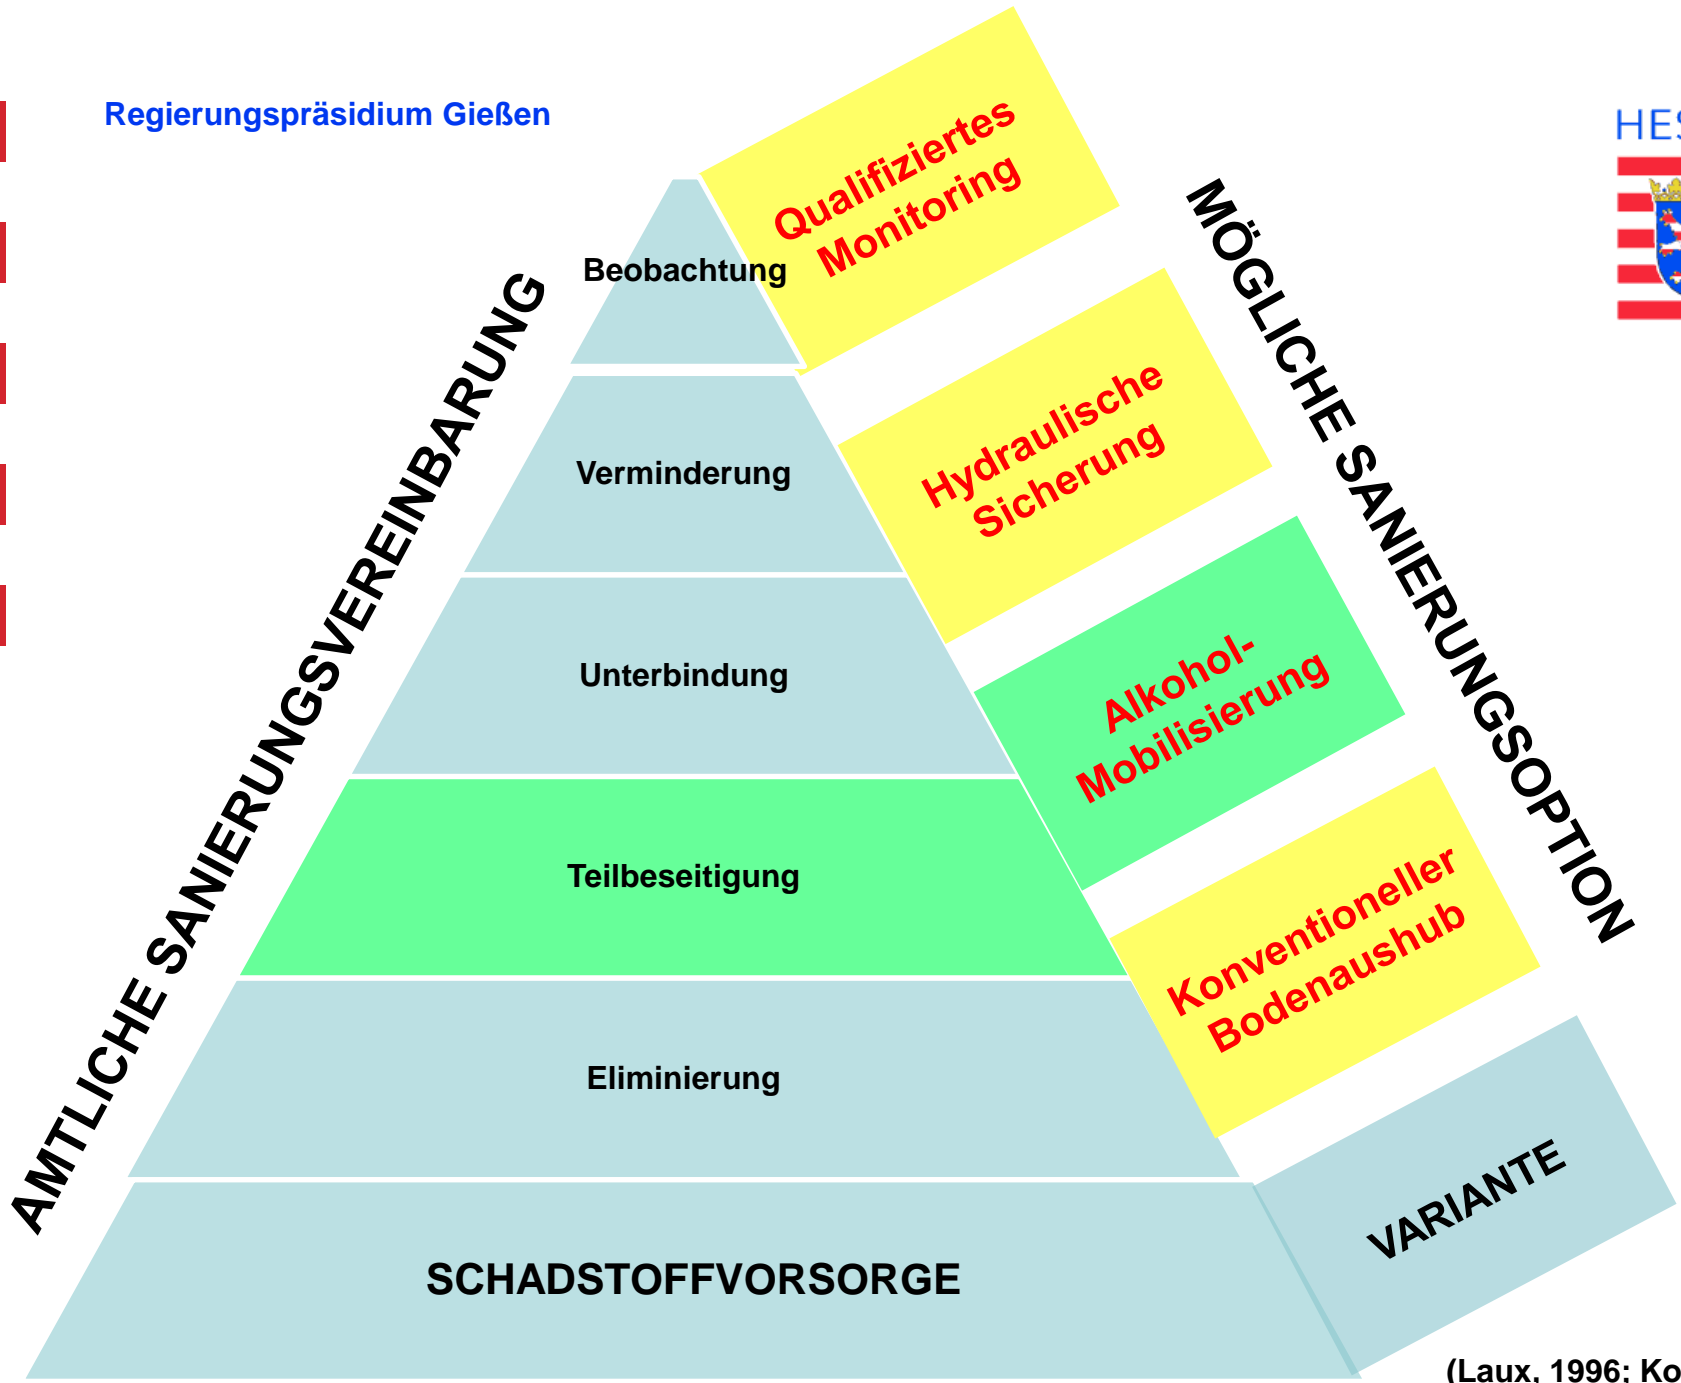 Regierungspräsidium Gießen
HES
AMTLICHE SANIERUNGSVEREINBARUNG
MÖGLICHE SANIERUNGSOPTION
Beobachtung
Qualifiziertes
Monitoring
Verminderung
Hydraulische
Sicherung
Unterbindung
Alkohol-
Mobilisierung
Teilbeseitigung
Konventioneller
Bodenaushub
Eliminierung
SCHADSTOFFVORSORGE
VARIANTE
(Laux, 1996; Ko